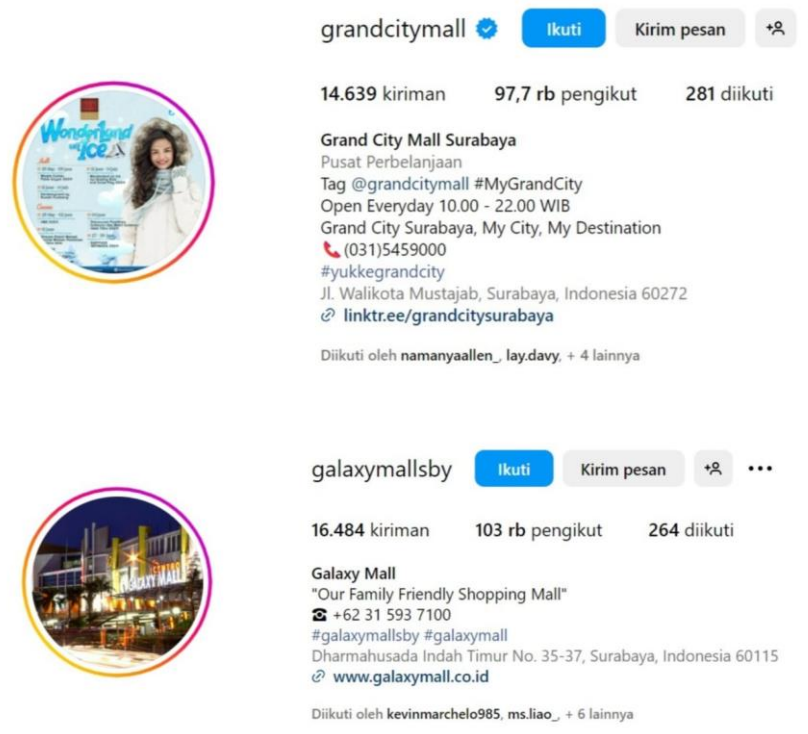 grandcitymall
Ikuti
Kirim pesan
14.639 kiriman 97,7 rb pengikut 281 diikuti
Wonderland
on Ice
Grand City Mall Surabaya
Pusat Perbelanjaan
Tag @grandcitymall #MyGrandCity
Open Everyday 10.00 - 22.00 WIB
Grand City Surabaya, My City, My Destination
(031)5459000
#yukkegrandcity
Jl. Walikota Mustajab, Surabaya, Indonesia 60272
linktr.ee/grandcitysurabaya
Diikuti oleh namanyaallen_, lay.davy, + 4 lainnya
galaxymallsby
Ikuti
Kirim pesan
16.484 kiriman 103 rb pengikut 264 diikuti
GALAXY MALL
Galaxy Mall
"Our Family Friendly Shopping Mall"
+62 31 593 7100
#galaxymallsby #galaxymall
Dharmahusada Indah Timur No. 35-37, Surabaya, Indonesia 60115
www.galaxymall.co.id
Diikuti oleh kevinmarchelo985, ms.liao_, + 6 lainnya